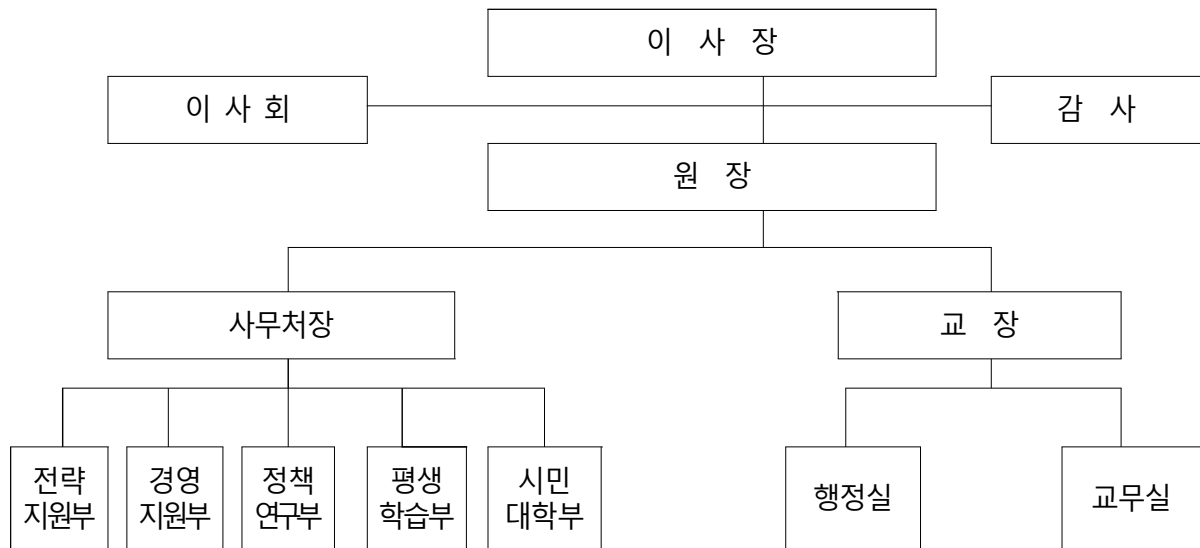 이 사 장
이 사 회
감 사
원 장
사무처장
교 장
전략
지원부
경영
지원부
정책
연구부
평생
학습부
시민
대학부
행정실
교무실